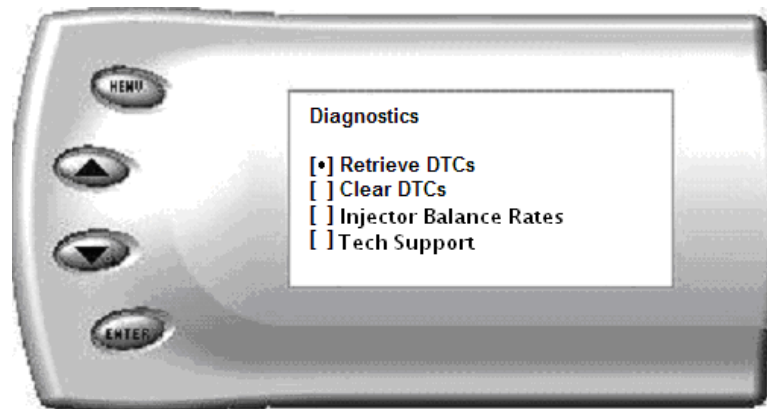 MENU
Diagnostics
[•] Retrieve DTCs
[ ] Clear DTCs
[ ] Injector Balance Rates
[ ] Tech Support
ENTER